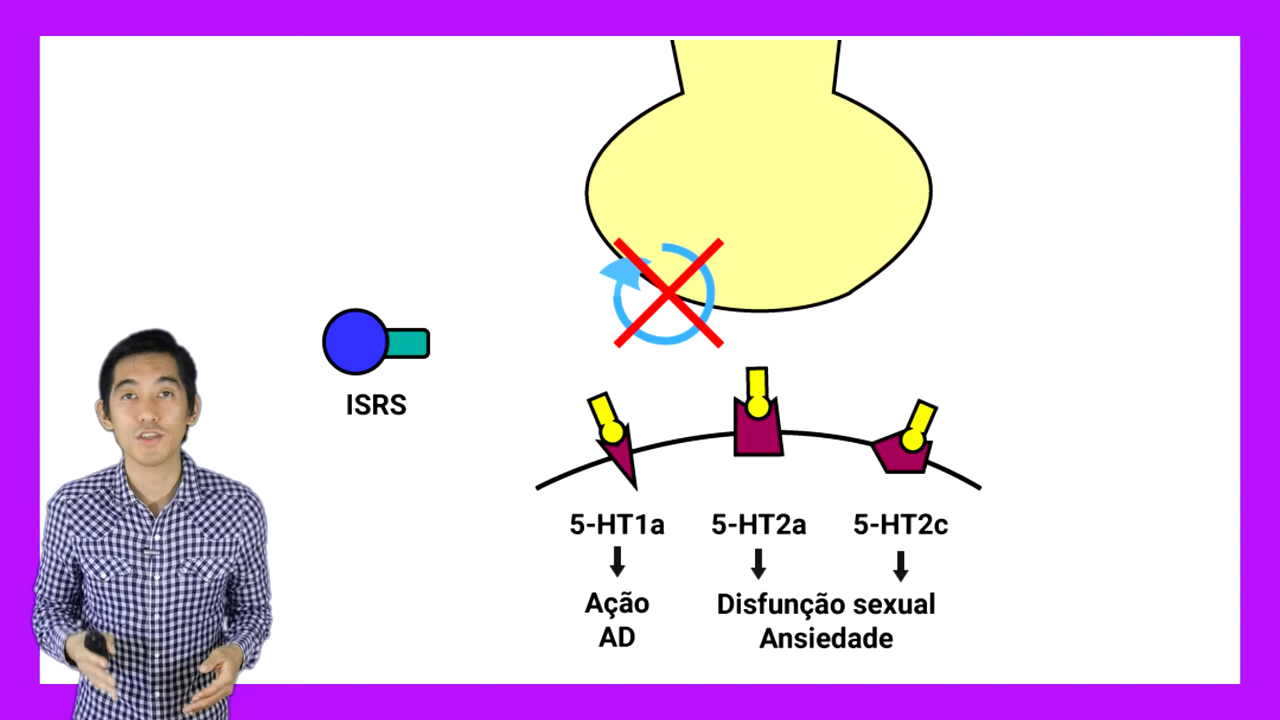 ISRS
5-HT1a 5-HT2a 5-HT2c
Ação
AD
Disfunção sexual
Ansiedade